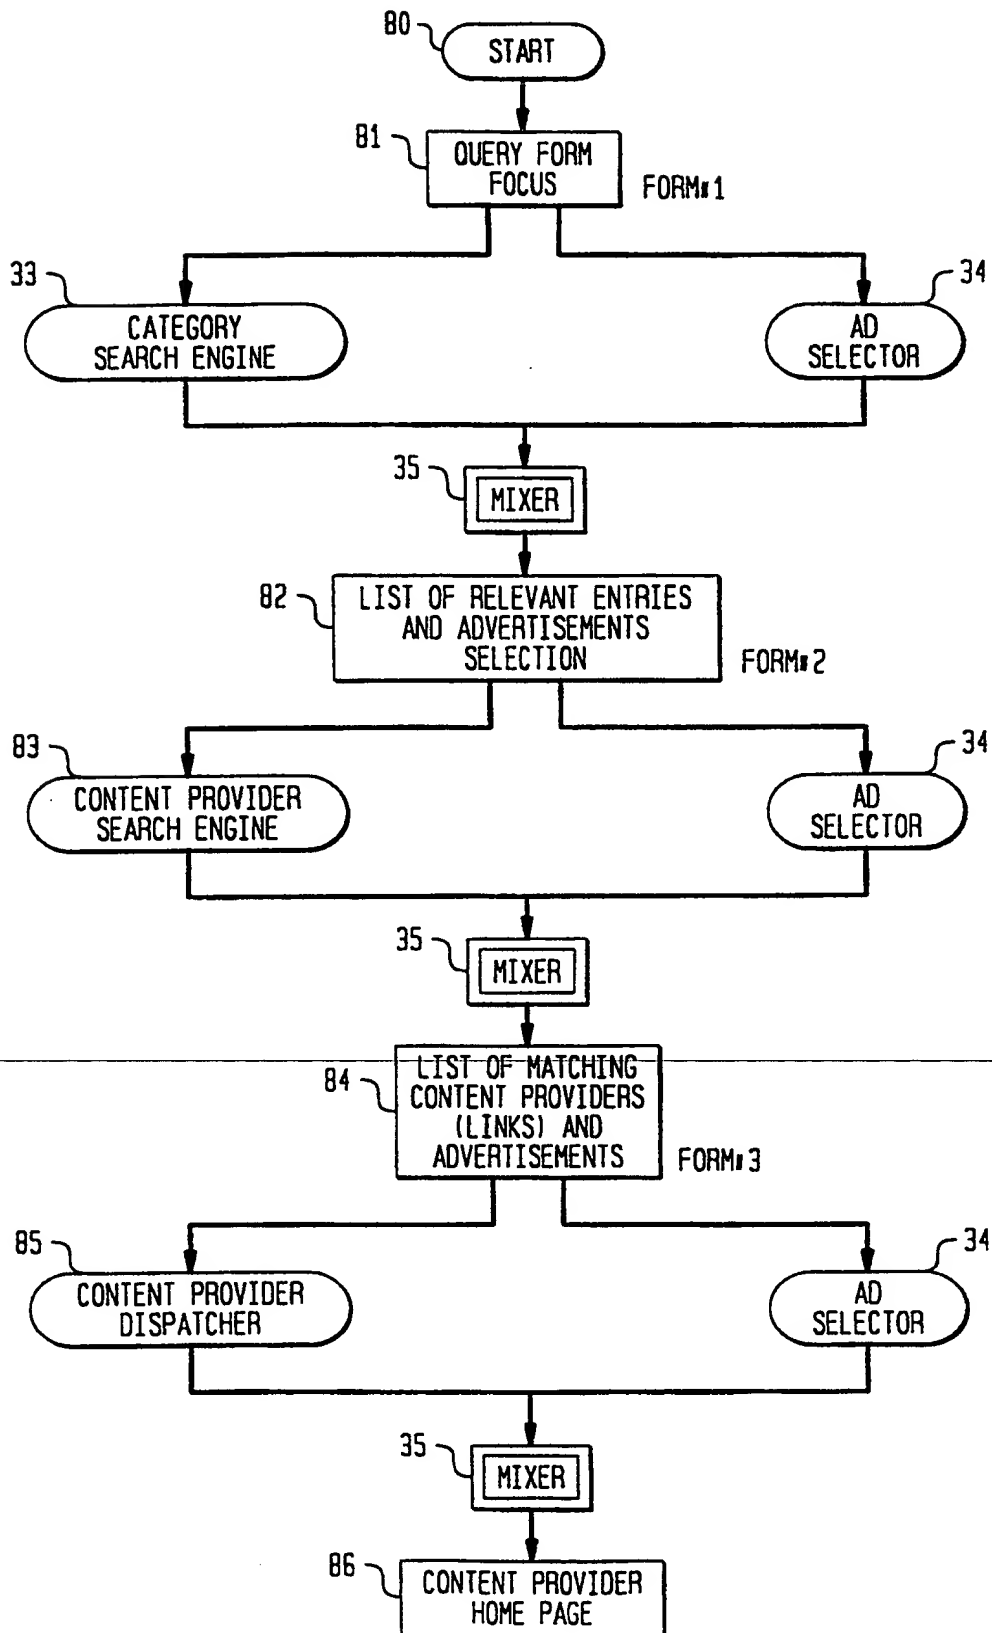 80
START
81
QUERY FORM
FOCUS
FORM#1
33
CATEGORY
SEARCH ENGINE
34
AD
SELECTOR
35
MIXER
82
LIST OF RELEVANT ENTRIES
AND ADVERTISEMENTS
SELECTION
FORM#2
83
CONTENT PROVIDER
SEARCH ENGINE
34
AD
SELECTOR
35
MIXER
84
LIST OF MATCHING
CONTENT PROVIDERS
(LINKS) AND
ADVERTISEMENTS
FORM#3
85
CONTENT PROVIDER
DISPATCHER
34
AD
SELECTOR
35
MIXER
86
CONTENT PROVIDER
HOME PAGE